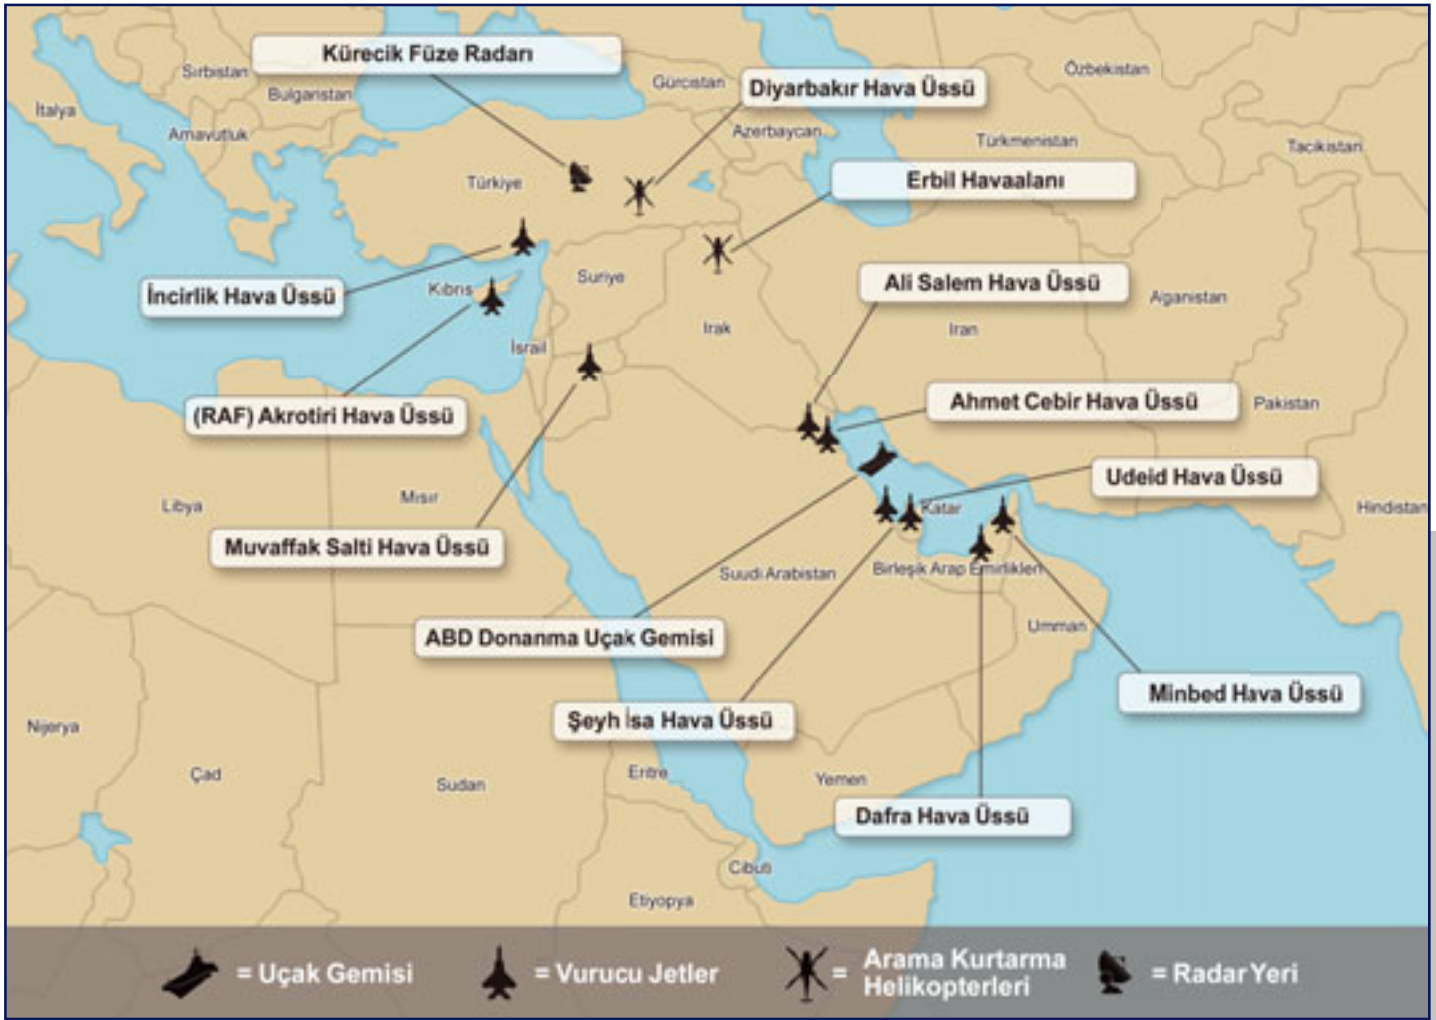 Kürecik Füze Radarı
Sırbistan
Gürcistan
Özbekistan
Diyarbakır Hava Üssü
Bulgaristan
İtalya
Arnavutluk
Azerbaycan
Türkmenistan
Tacikistan
Türkiye
Erbil Havaalanı
Suriye
Ali Salem Hava Üssü
İncirlik Hava Üssü
Kıbrıs
Afganistan
Irak
Iran
İsrail
(RAF) Akrotiri Hava Üssü
Ahmet Cebir Hava Üssü
Pakistan
Udeid Hava Üssü
Libya
Mısır
Katar
Hindistan
Muvaffak Salti Hava Üssü
Suudi Arabistan
Birleşik Arap Emirlikleri
ABD Donanma Uçak Gemisi
Umman
Minbed Hava Üssü
Şeyh İsa Hava Üssü
Nijerya
Çad
Sudan
Eritre
Yemen
Dafra Hava Üssü
Cibuti
Etiyopya
= Uçak Gemisi
= Vurucu Jetler
= Arama Kurtarma
Helikopterleri
= Radar Yeri